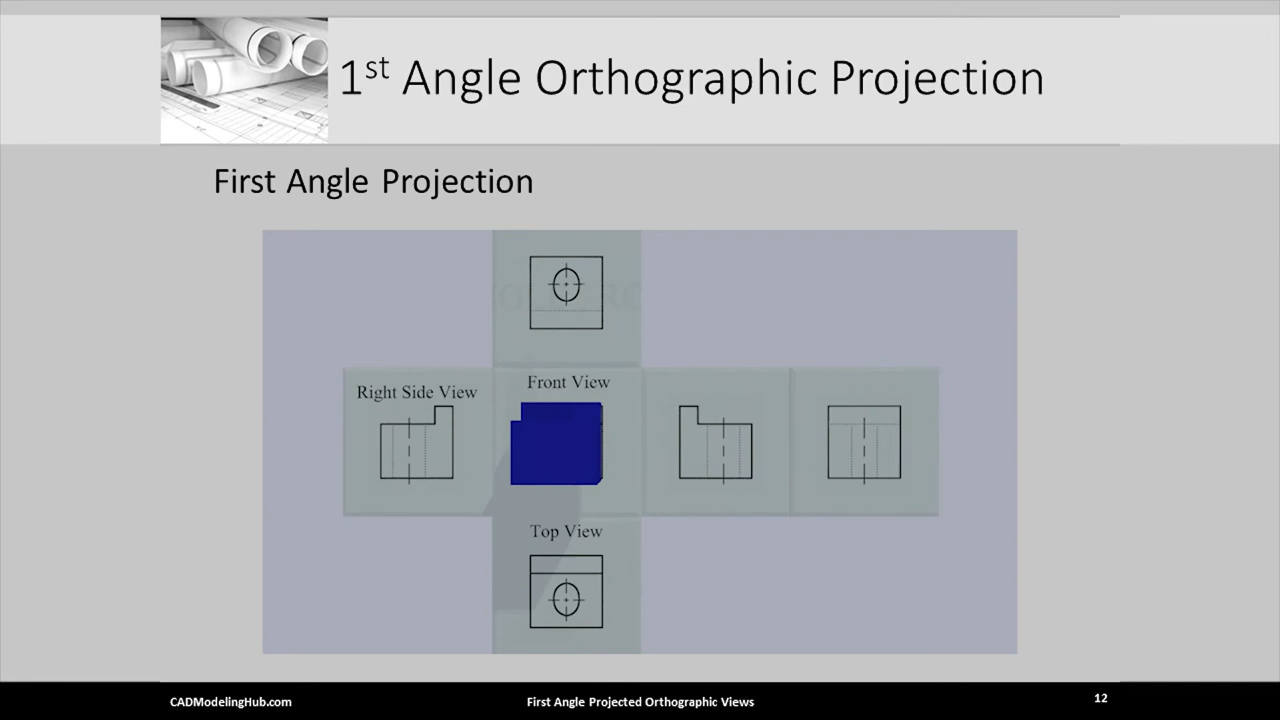 1st Angle Orthographic Projection
First Angle Projection
Right Side View
Front View
Top View
CADModelingHub.com
First Angle Projected Orthographic Views
12